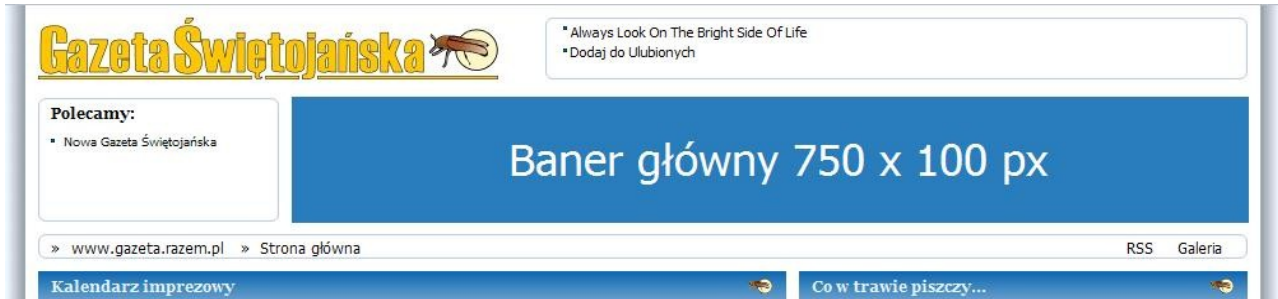 Gazeta Świętojańska
Always Look On The Bright Side Of Life
Dodaj do Ulubionych
Polecamy:
Nowa Gazeta Świętojańska
Baner główny 750 x 100 px
» www.gazeta.razem.pl » Strona główna RSS Galeria
Kalendarz imprezowy
Co w trawie piszczy...